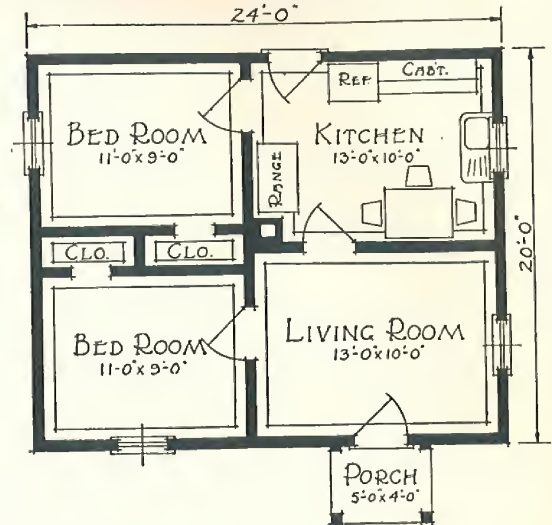 24'-0"
REF.
CAB'T.
BED ROOM
11'-0" x 9'-0"
KITCHEN
13'-0" x 10'-0"
RANGE
20'-0"
CLO.
CLO.
BED ROOM
11'-0" x 9'-0"
LIVING ROOM
13'-0" x 10'-0"
PORCH
5'-0" x 4'-0"